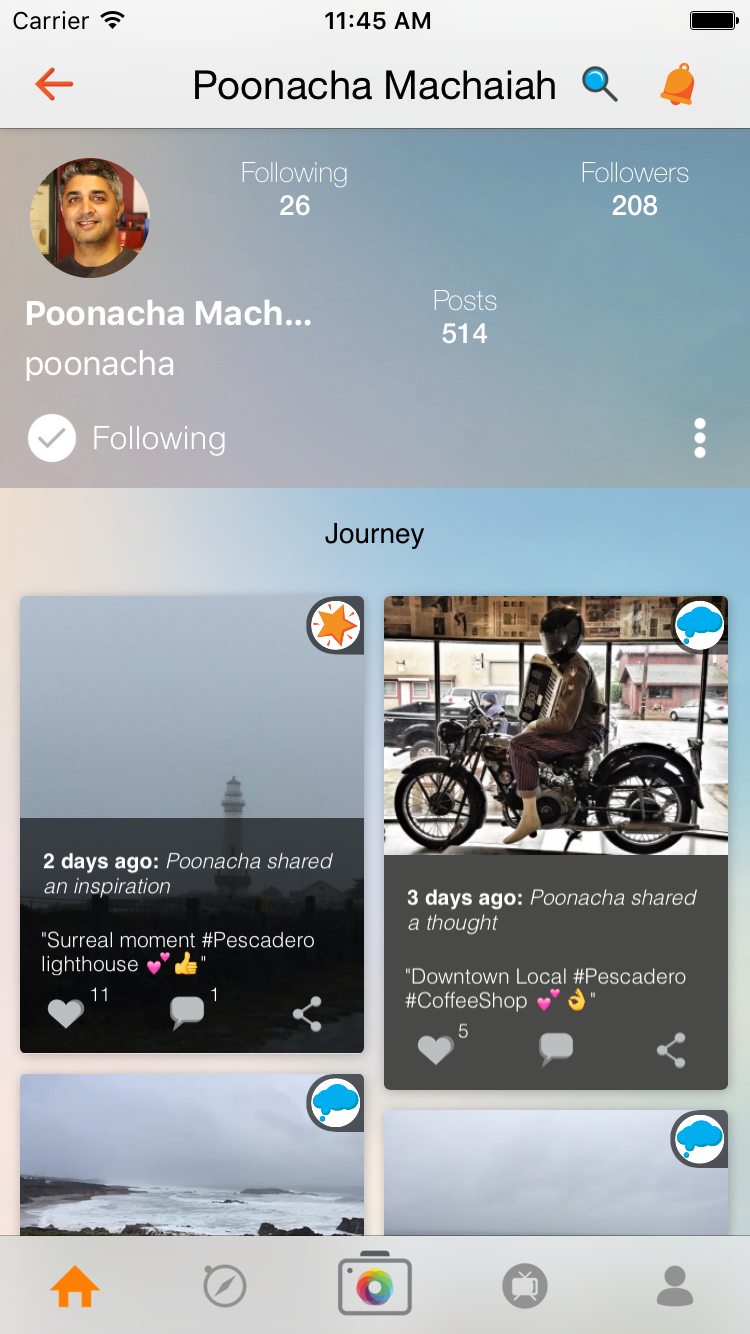 Carrier 11:45 AM
Poonacha Machaiah
Following
26
Followers
208
Posts
514
Poonacha Mach...
poonacha
Following
Journey
2 days ago: Poonacha shared
an inspiration
"Surreal moment #Pescadero
lighthouse 💕👍"
11 1
3 days ago: Poonacha shared
a thought
"Downtown Local #Pescadero
#CoffeeShop 💕👌"
5